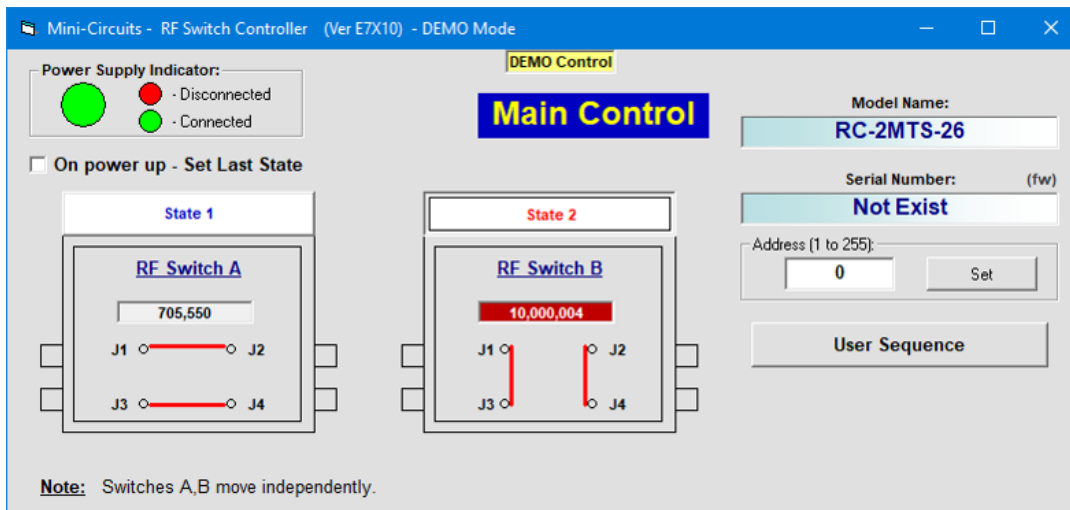 Mini-Circuits - RF Switch Controller (Ver E7X10) - DEMO Mode
DEMO Control
Power Supply Indicator:
- Disconnected
- Connected
Main Control
Model Name:
RC-2MTS-26
On power up - Set Last State
Serial Number: (fw)
Not Exist
State 1
State 2
Address (1 to 255):
0
Set
RF Switch A
705,550
J1 J2
J3 J4
RF Switch B
10,000,004
J1 J2
J3 J4
User Sequence
Note: Switches A,B move independently.